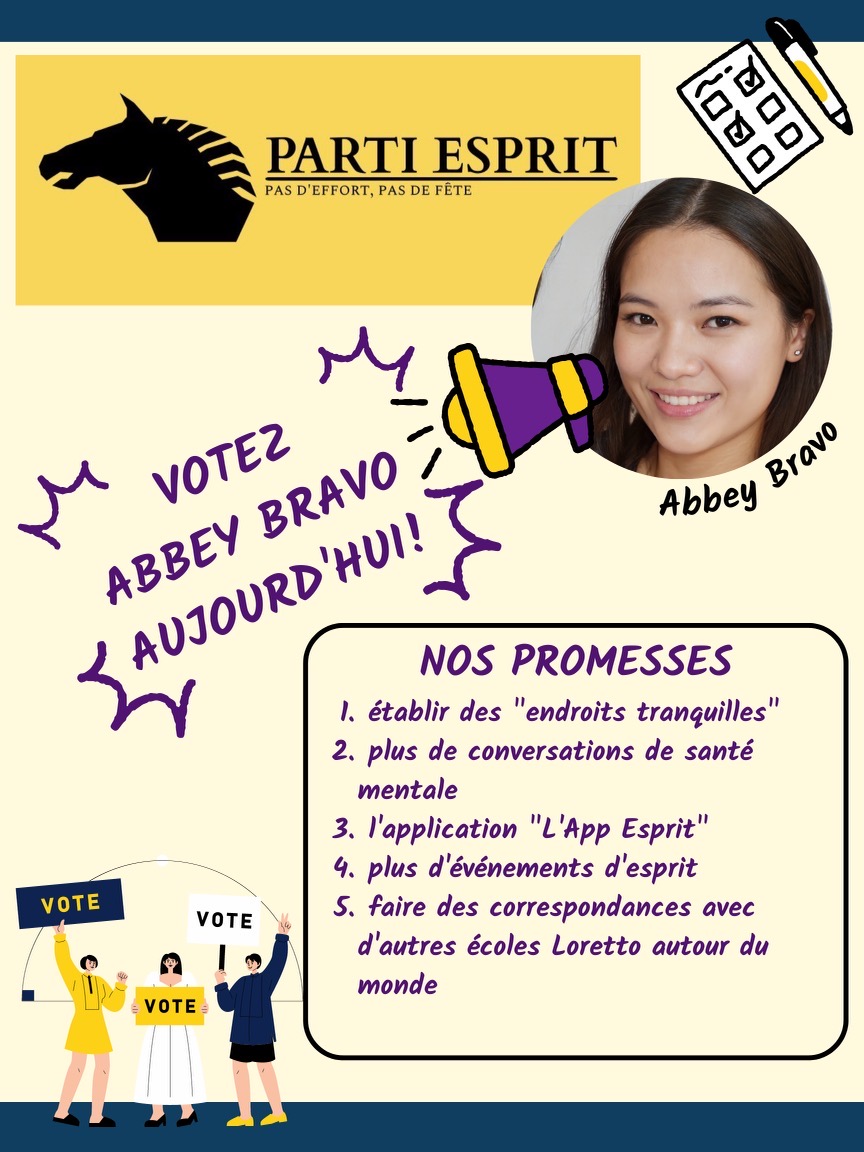 PARTI ESPRIT
PAS D'EFFORT, PAS DE FÊTE
Abbey Bravo
VOTEZ
ABBEY BRAVO
AUJOURD'HUI!
NOS PROMESSES
1. établir des "endroits tranquilles"
2. plus de conversations de santé
mentale
3. l'application "L'App Esprit"
4. plus d'événements d'esprit
5. faire des correspondances avec
d'autres écoles Loretto autour du
monde
VOTE
VOTE
VOTE